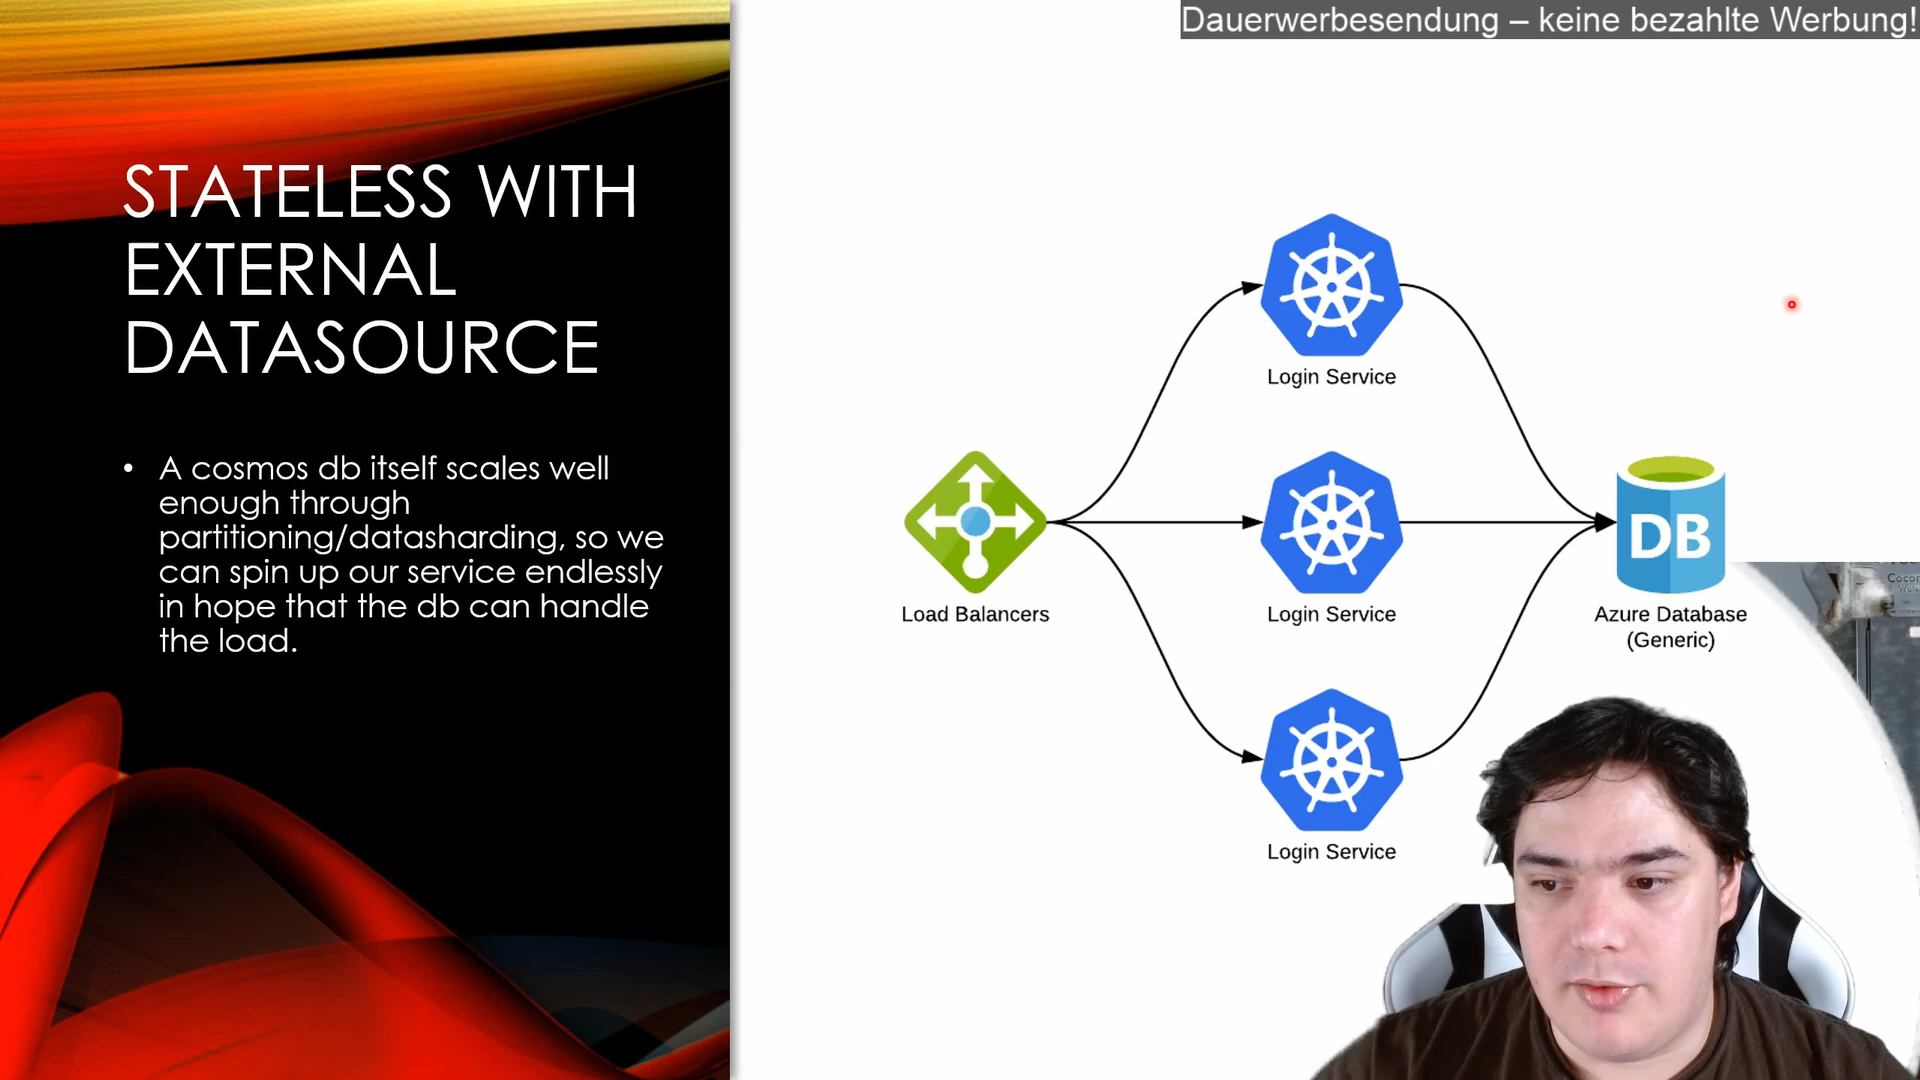 Dauerwerbesendung – keine bezahlte Werbung!
STATELESS WITH
EXTERNAL
DATASOURCE
• A cosmos db itself scales well
enough through
partitioning/datasharding, so we
can spin up our service endlessly
in hope that the db can handle
the load.
Login Service
Load Balancers
Login Service
DB
Azure Database
(Generic)
Login Service